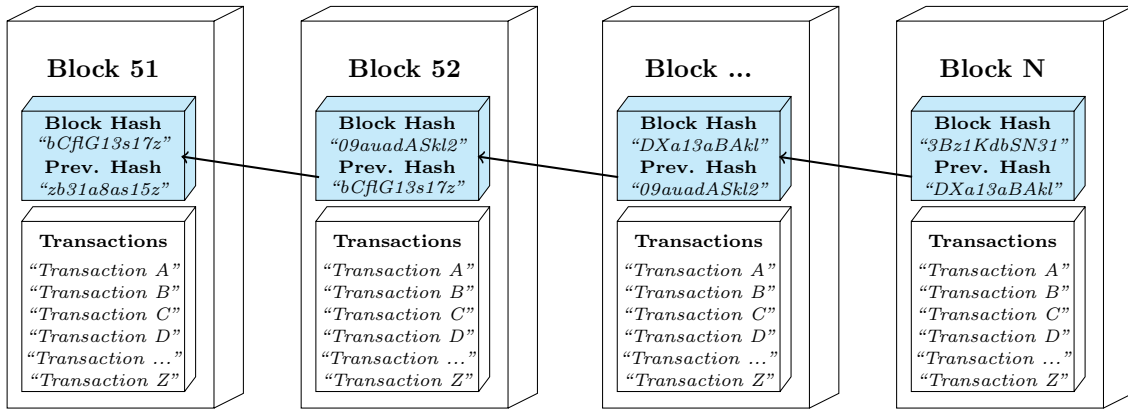 Block 51
Block Hash
“bCflG13s17z”
Prev. Hash
“zb31a8as15z”
Transactions
“Transaction A”
“Transaction B”
“Transaction C”
“Transaction D”
“Transaction ...”
“Transaction Z”
Block 52
Block Hash
“09auadASkl2”
Prev. Hash
“bCflG13s17z”
Transactions
“Transaction A”
“Transaction B”
“Transaction C”
“Transaction D”
“Transaction ...”
“Transaction Z”
Block ...
Block Hash
“DXa13aBAkl”
Prev. Hash
“09auadASkl2”
Transactions
“Transaction A”
“Transaction B”
“Transaction C”
“Transaction D”
“Transaction ...”
“Transaction Z”
Block N
Block Hash
“3Bz1KdbSN31”
Prev. Hash
“DXa13aBAkl”
Transactions
“Transaction A”
“Transaction B”
“Transaction C”
“Transaction D”
“Transaction ...”
“Transaction Z”